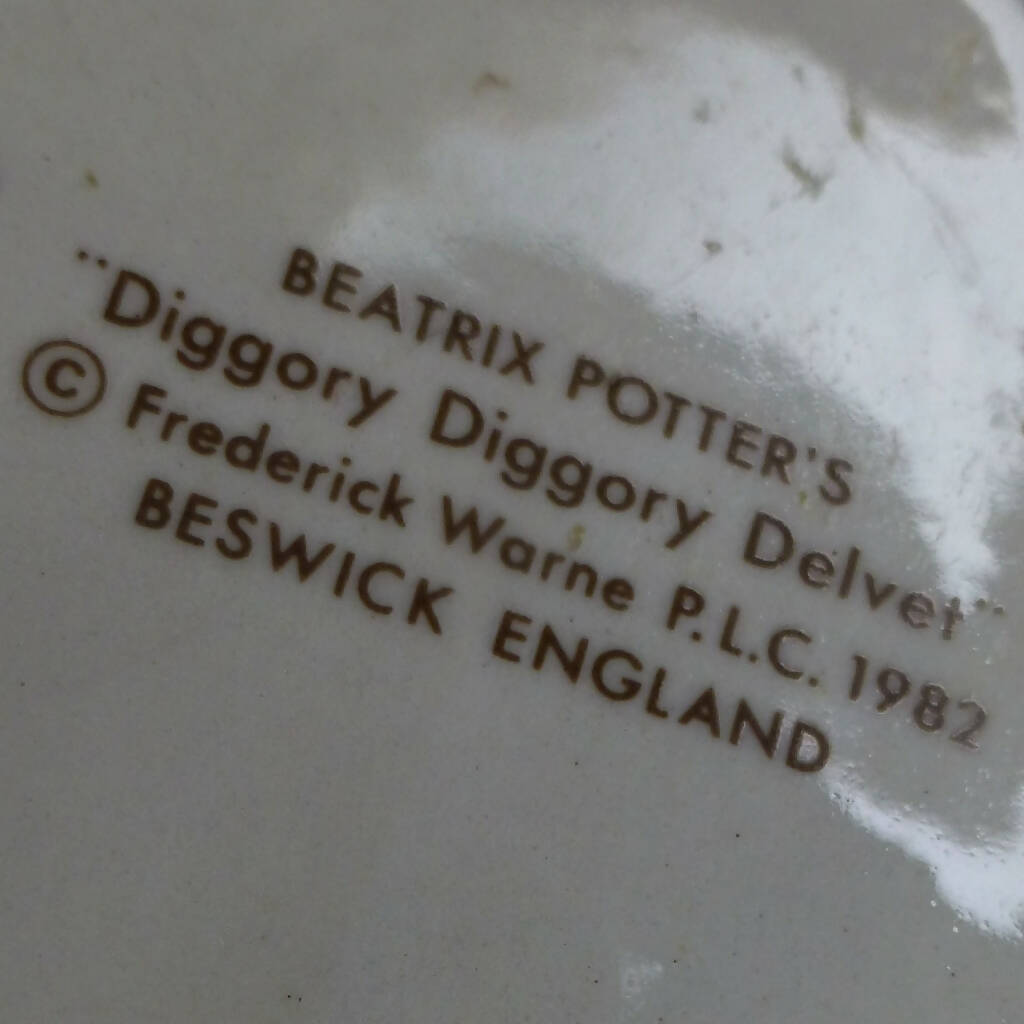 BEATRIX POTTER'S
"Diggory Diggory Delvet"
© Frederick Warne P.L.C. 1982
BESWICK ENGLAND